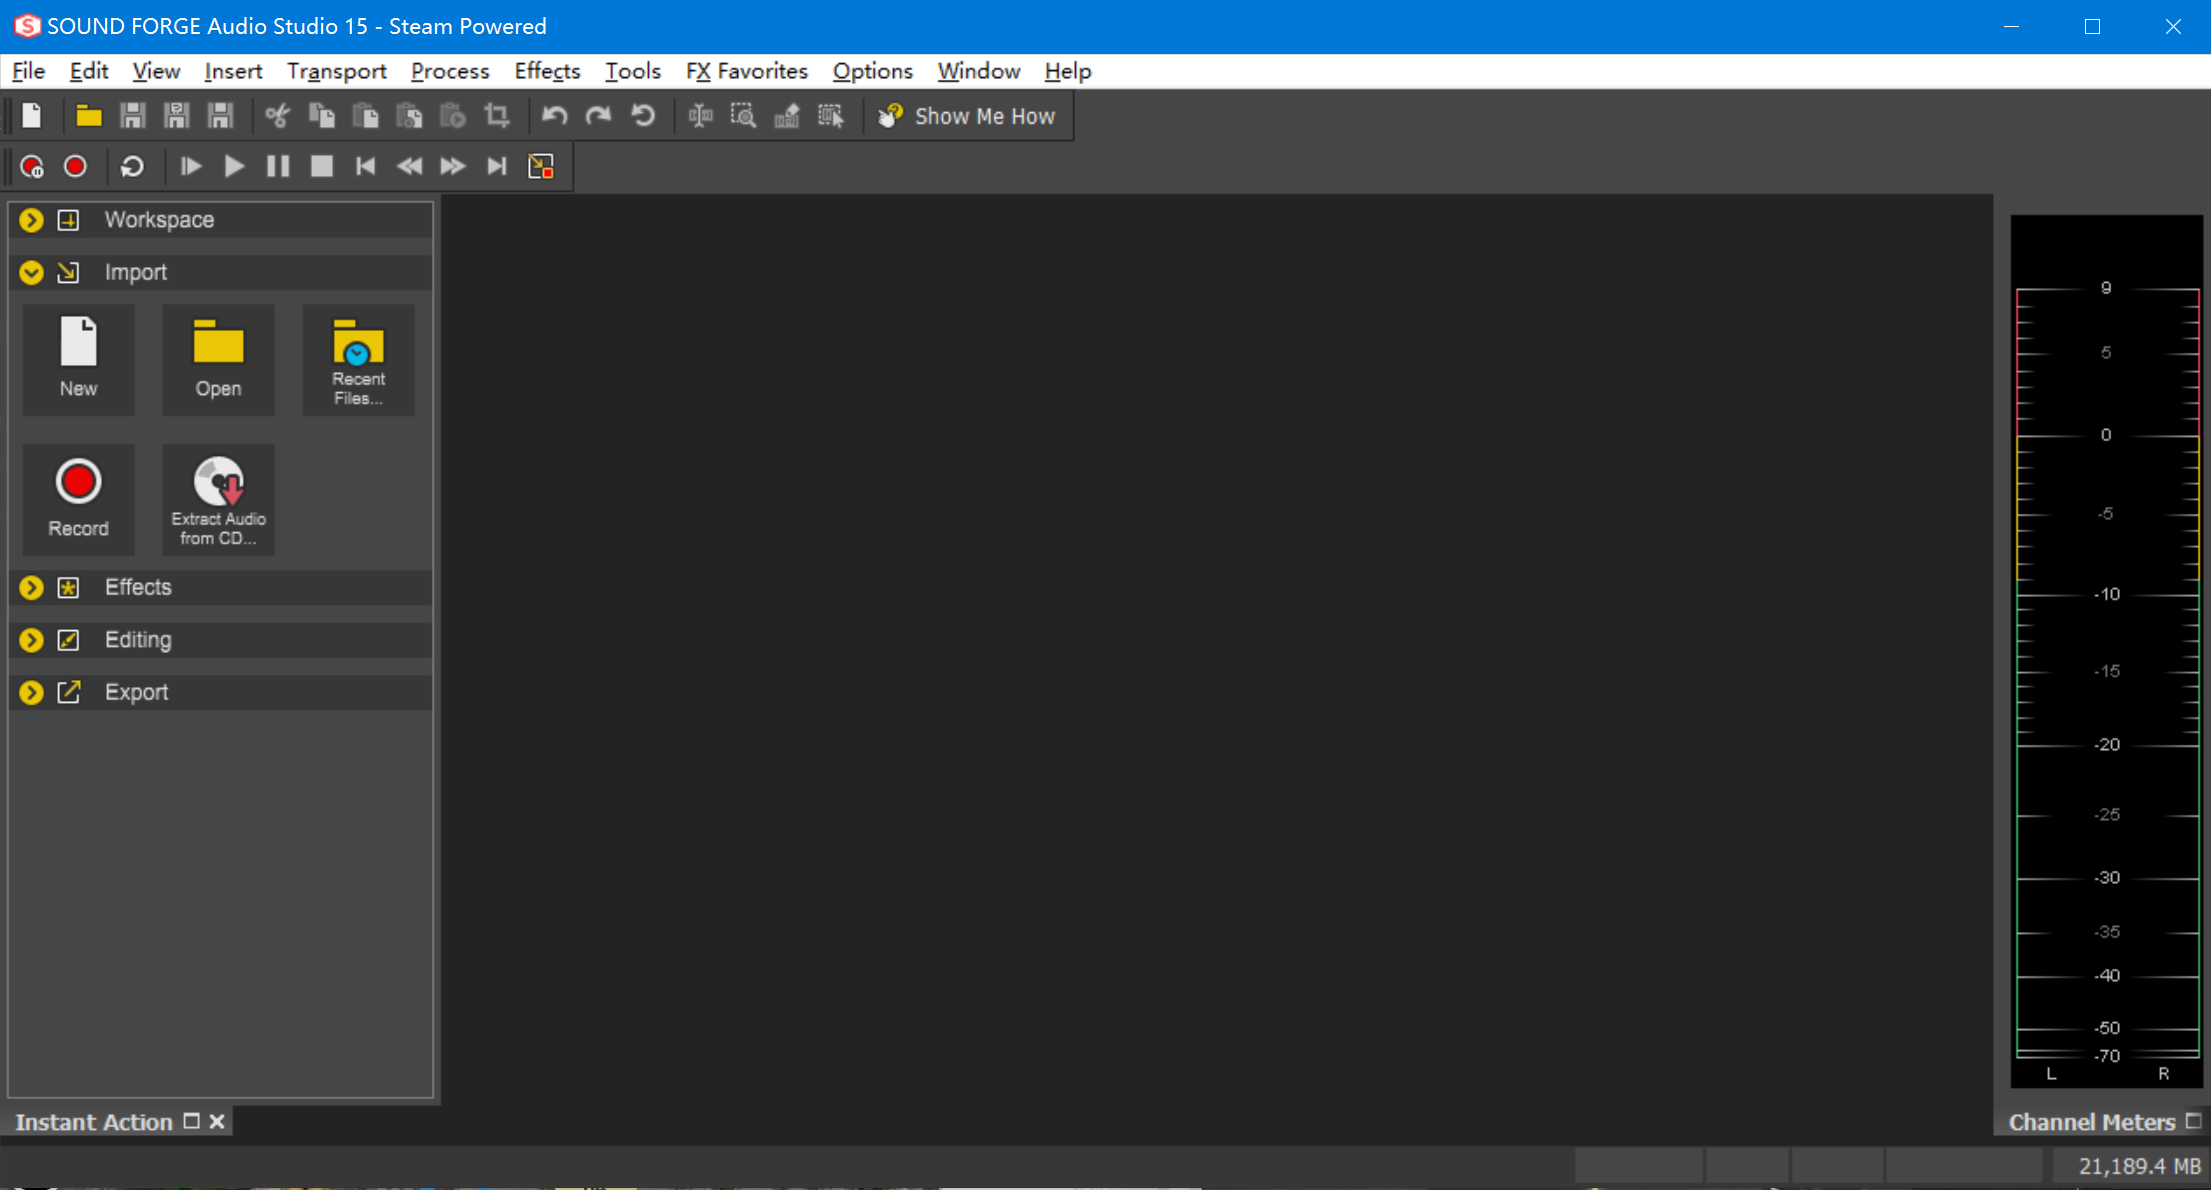 SOUND FORGE Audio Studio 15 - Steam Powered
File Edit View Insert Transport Process Effects Tools FX Favorites Options Window Help
Show Me How
Workspace
Import
New
Open
Recent
Files...
Record
Extract Audio
from CD...
Effects
Editing
Export
9
5
0
-5
-10
-15
-20
-25
-30
-35
-40
-50
-70
L R
Instant Action
Channel Meters
21,189.4 MB